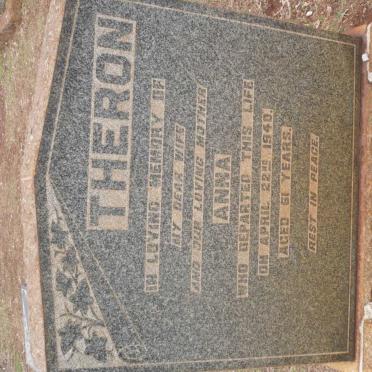 THERON
IN LOVING MEMORY OF
MY DEAR WIFE
AND OUR LOVING MOTHER
ANNA
WHO DEPARTED THIS LIFE
ON APRIL 22ND 1940.
AGED 61 YEARS.
REST IN PEACE